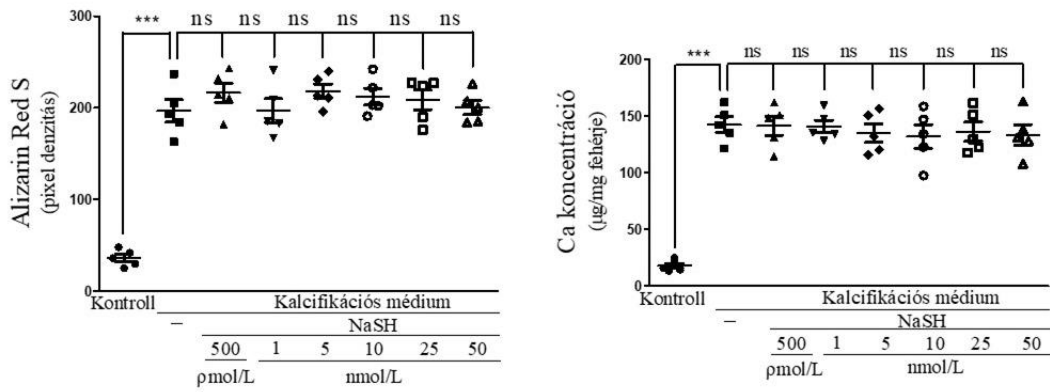 Alizarin Red S
(pixel denzitás)
300
200
100
0
*** ns ns ns ns ns ns
Kontroll Kalcifikációs médium
– NaSH
500 1 5 10 25 50
ρmol/L nmol/L
Ca koncentráció
(µg/mg fehérje)
200
150
100
50
0
*** ns ns ns ns ns ns
Kontroll Kalcifikációs médium
– NaSH
500 1 5 10 25 50
ρmol/L nmol/L